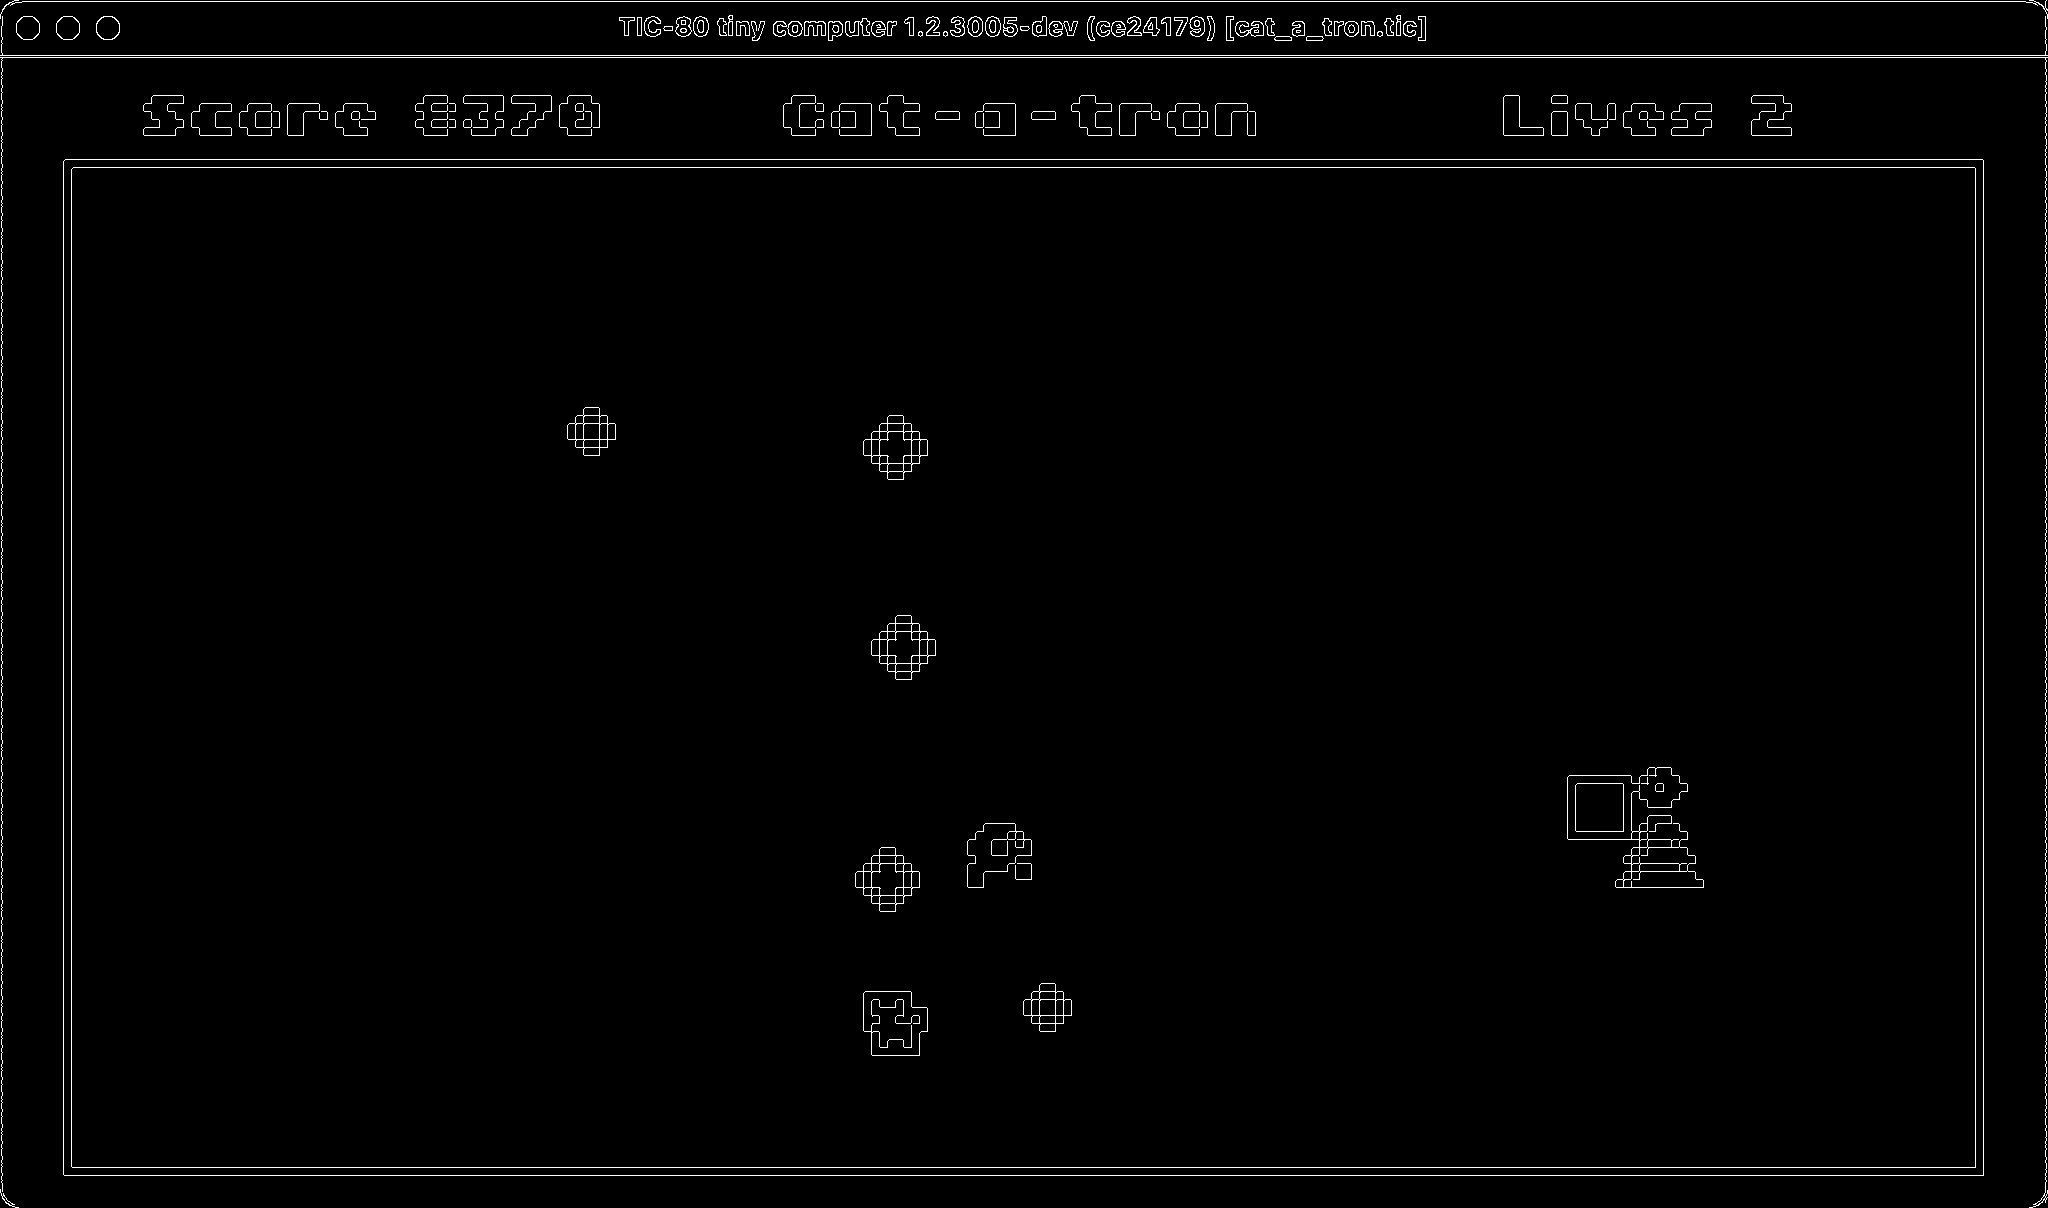 TIC-80 tiny computer 1.2.3005-dev (ce24179) [cat_a_tron.tic]
Score 8370 Cat-a-tron Lives 2